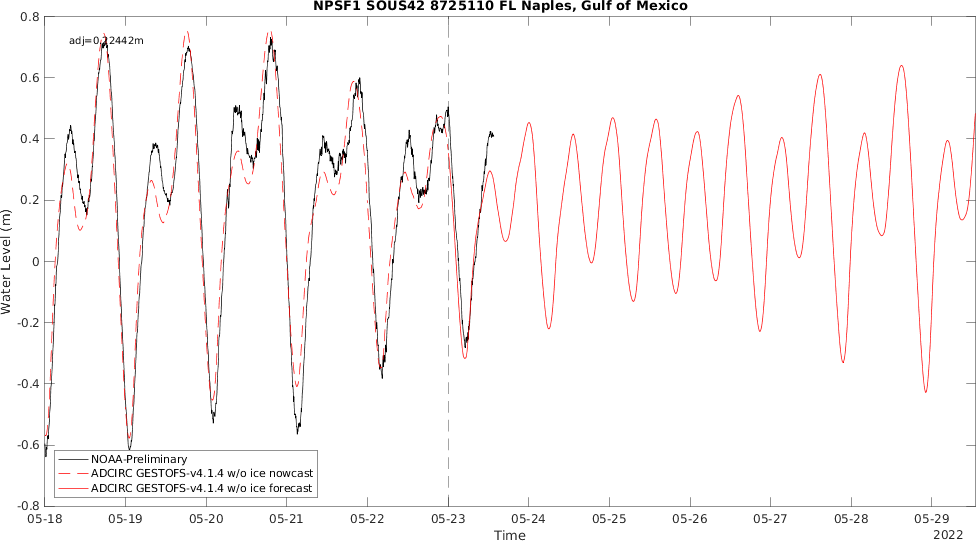 NPSF1 SOUS42 8725110 FL Naples, Gulf of Mexico
0.8
0.6
0.4
0.2
0
-0.2
-0.4
-0.6
-0.8
Water Level (m)
NOAA-Preliminary
ADCIRC GESTOFS-v4.1.4 w/o ice nowcast
ADCIRC GESTOFS-v4.1.4 w/o ice forecast
05-18 05-19 05-20 05-21 05-22 05-23 05-24 05-25 05-26 05-27 05-28 05-29
Time
2022